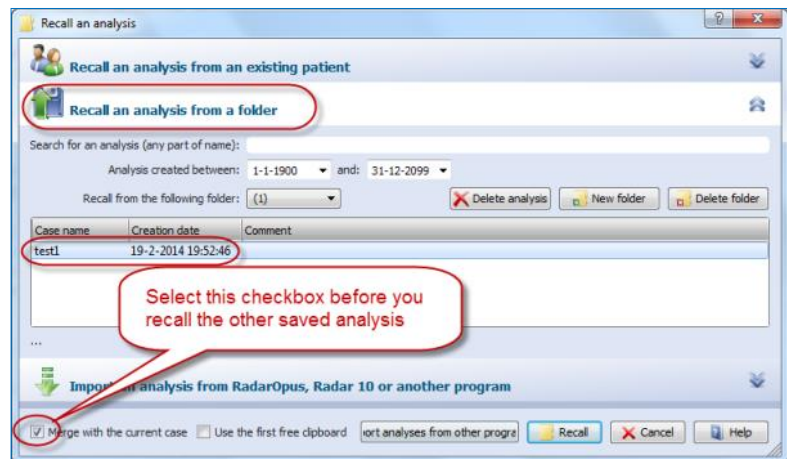 Recall an analysis
Recall an analysis from an existing patient
Recall an analysis from a folder
Search for an analysis (any part of name):
Analysis created between: 1-1-1900 and: 31-12-2099
Recall from the following folder: (1) Delete analysis New folder Delete folder
Case name Creation date Comment
test1 19-2-2014 19:52:46
Select this checkbox before you
recall the other saved analysis
...
Import an analysis from RadarOpus, Radar 10 or another program
Merge with the current case Use the first free clipboard ort analyses from other progra Recall Cancel Help